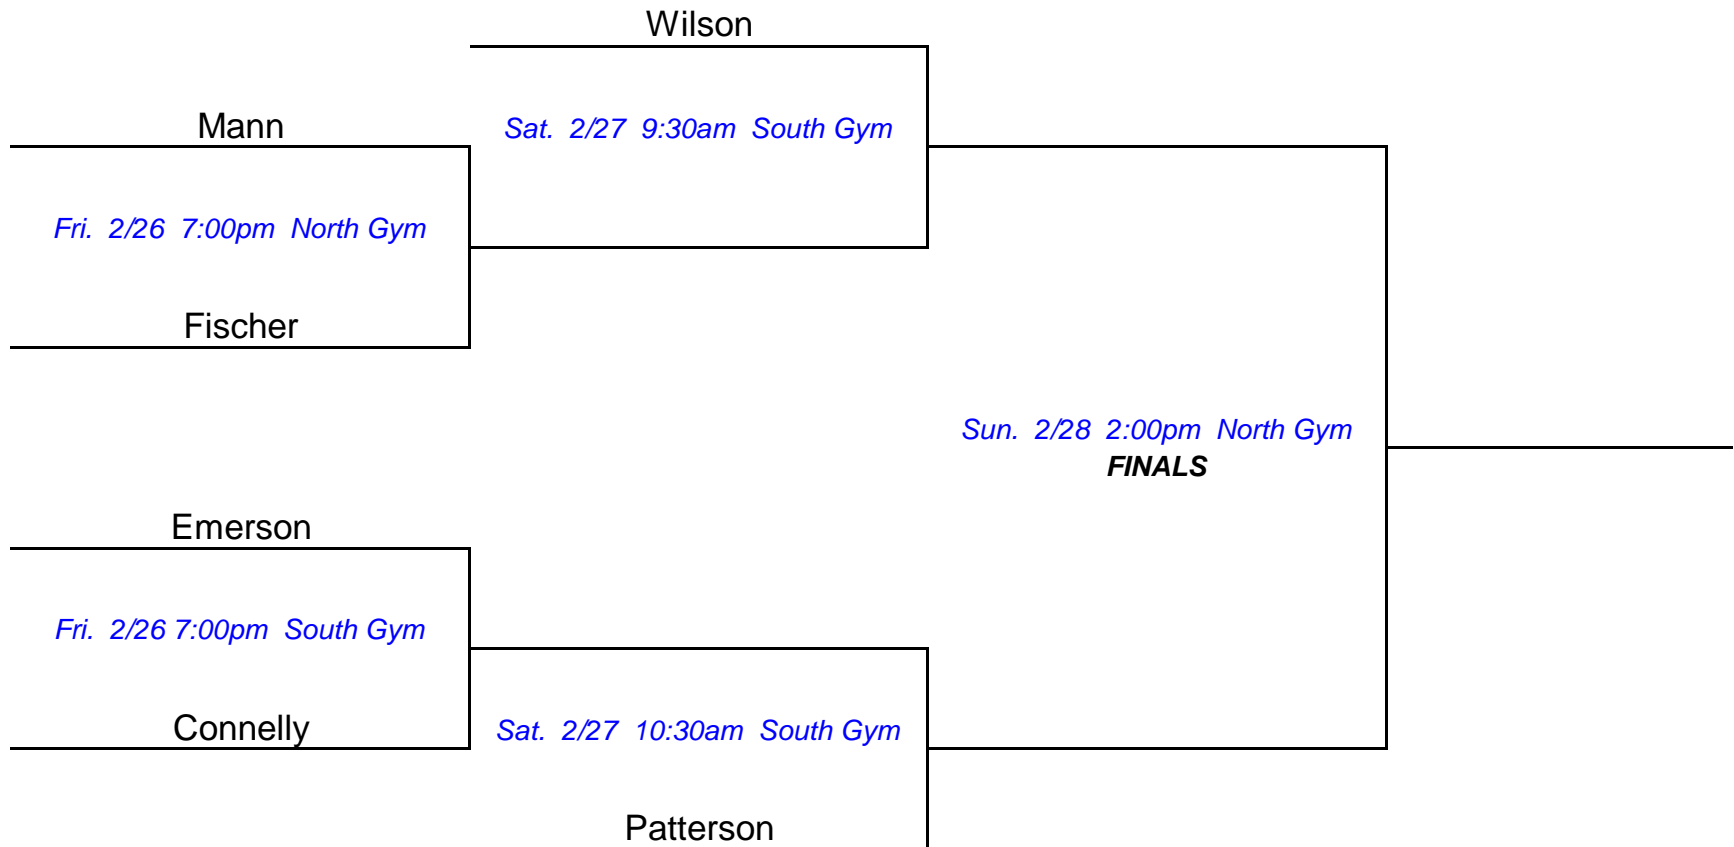 Wilson
Mann
Sat. 2/27 9:30am South Gym
Fri. 2/26 7:00pm North Gym
Fischer
Sun. 2/28 2:00pm North Gym
FINALS
Emerson
Fri. 2/26 7:00pm South Gym
Connelly
Sat. 2/27 10:30am South Gym
Patterson